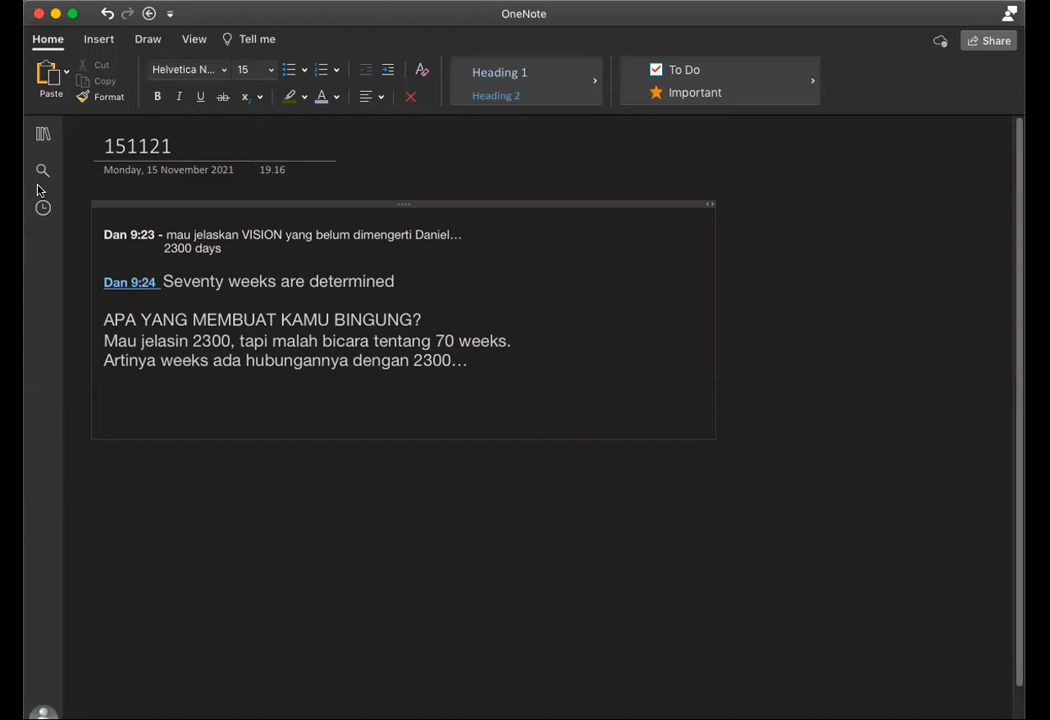 OneNote
Home Insert Draw View Tell me Share
Cut
Copy
Paste Format
Helvetica N... 15
B I U ab x A
Heading 1
Heading 2
To Do
Important
151121
Monday, 15 November 2021 19.16
Dan 9:23 - mau jelaskan VISION yang belum dimengerti Daniel...
2300 days
Dan 9:24 Seventy weeks are determined
APA YANG MEMBUAT KAMU BINGUNG?
Mau jelasin 2300, tapi malah bicara tentang 70 weeks.
Artinya weeks ada hubungannya dengan 2300...